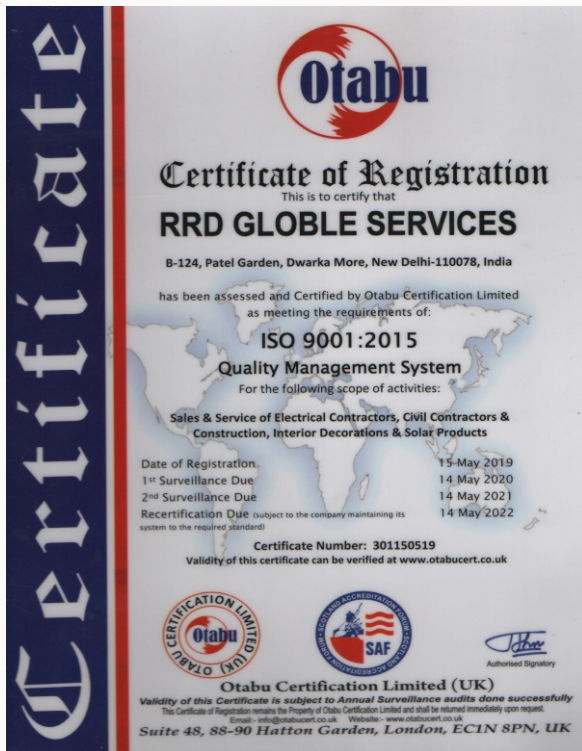 Certificate
Otabu
Certificate of Registration
This is to certify that
RRD GLOBLE SERVICES
B-124, Patel Garden, Dwarka More, New Delhi-110078, India
has been assessed and Certified by Otabu Certification Limited
as meeting the requirements of:
ISO 9001:2015
Quality Management System
For the following scope of activities:
Sales & Service of Electrical Contractors, Civil Contractors &
Construction, Interior Decorations & Solar Products
Date of Registration 15 May 2019
1st Surveillance Due 14 May 2020
2nd Surveillance Due 14 May 2021
Recertification Due (subject to the company maintaining its 14 May 2022
system to the required standard)
Certificate Number: 301150519
Validity of this certificate can be verified at www.otabucert.co.uk
OTABU CERTIFICATION LIMITED (UK)
Otabu
SCOTLAND ACCREDITATION FORUM • SCOTLAND ACCREDITATION FORUM •
SAF
Authorised Signatory
Otabu Certification Limited (UK)
Validity of this Certificate is subject to Annual Surveillance audits done successfully
This Certificate of Registration remains the Property of Otabu Certification Limited and shall be returned immediately upon request.
Email:- info@otabucert.co.uk Website:- www.otabucert.co.uk
Suite 48, 88-90 Hatton Garden, London, EC1N 8PN, UK